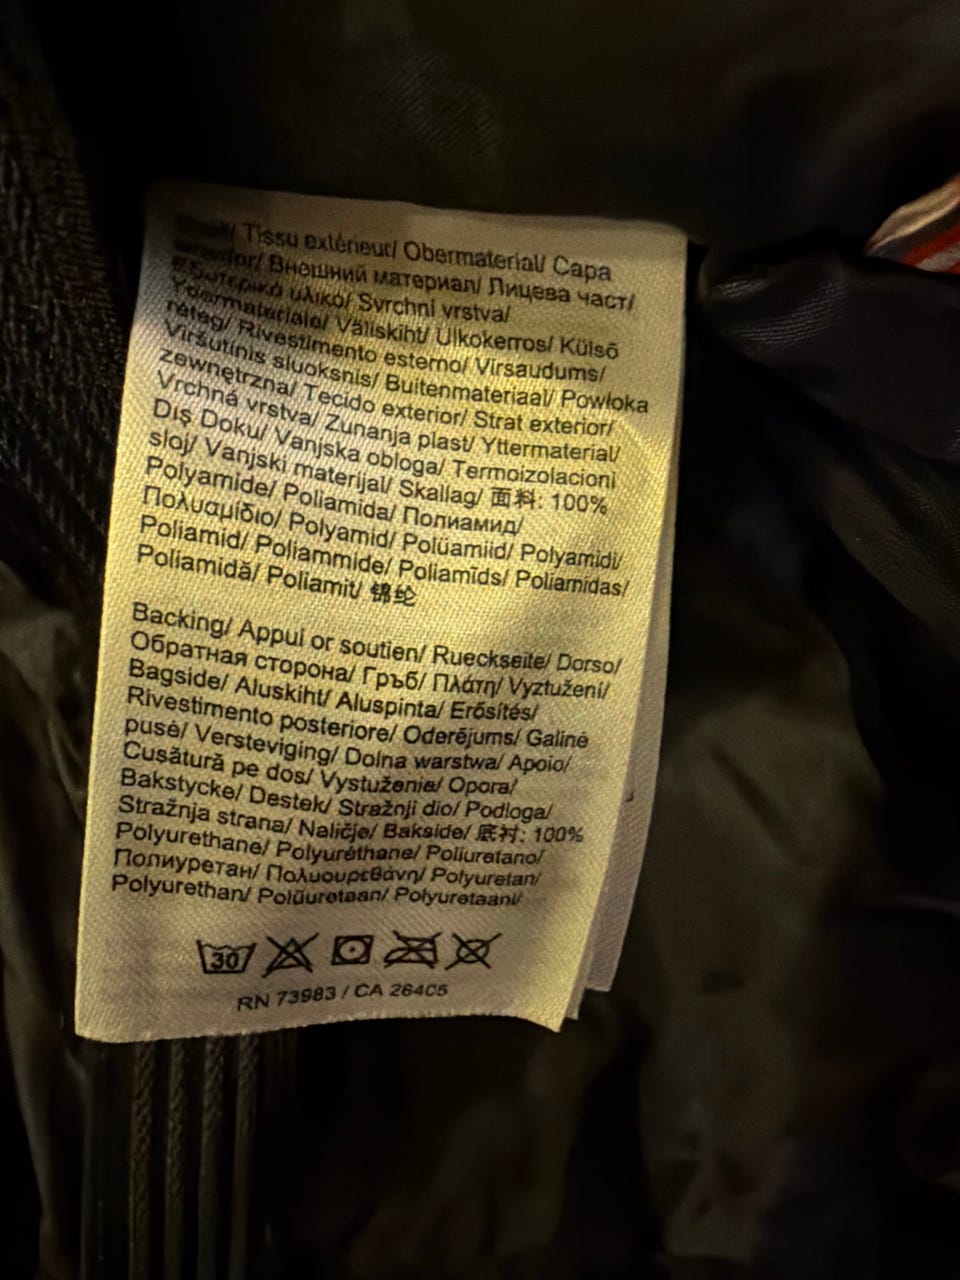 Tissu extérieur/ Obermaterial/ Capa
Внешний материал/ Лицева част/
Εξωτερικό υλικό/ Svrchní vrstva/
Ydermateriale/ Väliskiht/ Ulkokerros/ Külső
réteg/ Rivestimento esterno/ Virsaudums/
Viršutinis sluoksnis/ Buitenmateriaal/ Powłoka
zewnętrzna/ Tecido exterior/ Strat exterior/
Vrchná vrstva/ Zunanja plast/ Yttermaterial/
Dış Doku/ Vanjska obloga/ Termoizolacioni
sloj/ Vanjski materijal/ Skallag/ 面料: 100%
Polyamide/ Poliamida/ Полиамид/
Πολυαμίδιο/ Polyamid/ Polüamiid/ Polyamidi/
Poliamid/ Poliammide/ Poliamīds/ Poliamidas/
Poliamidă/ Poliamit/ 锦纶
Backing/ Appui or soutien/ Rueckseite/ Dorso/
Обратная сторона/ Гръб/ Πλάτη/ Vyztužení/
Bagside/ Aluskiht/ Aluspinta/ Erősítés/
Rivestimento posteriore/ Oderējums/ Galinė
pusė/ Versteviging/ Dolna warstwa/ Apoio/
Cusătură pe dos/ Vystuženie/ Opora/
Bakstycke/ Destek/ Stražnji dio/ Podloga/
Stražnja strana/ Naličje/ Bakside/ 底衬: 100%
Polyurethane/ Polyuréthane/ Poliuretano/
Полиуретан/ Πολυουρεθάνη/ Polyuretan/
Polyurethan/ Polüuretaan/ Polyuretaani/
30
RN 73983 / CA 26405